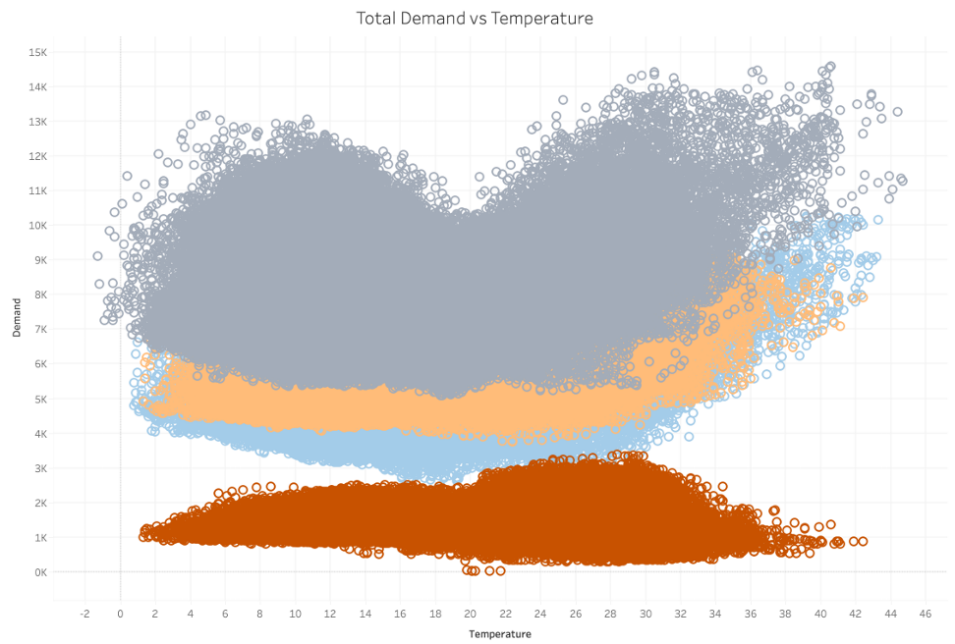 Total Demand vs Temperature
15K
14K
13K
12K
11K
10K
9K
8K
7K
6K
5K
4K
3K
2K
1K
0K
Demand
-2 0 2 4 6 8 10 12 14 16 18 20 22 24 26 28 30 32 34 36 38 40 42 44 46
Temperature